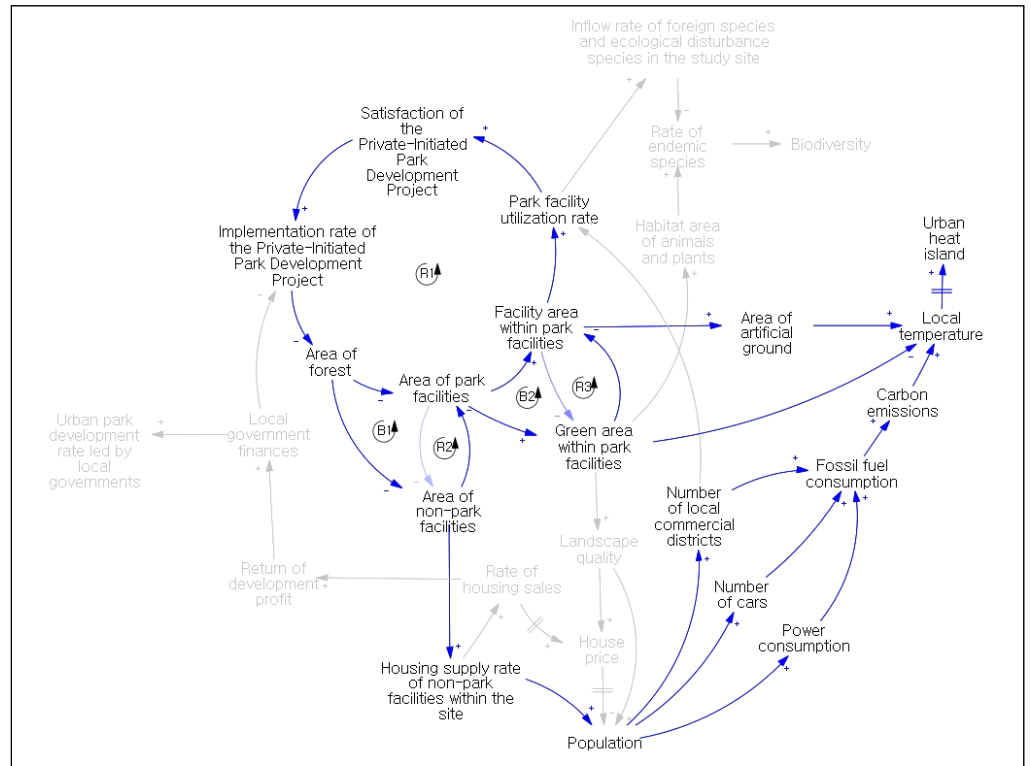 Inflow rate of foreign species
and ecological disturbance
species in the study site
Satisfaction of
the
Private-Initiated
Park
Development
Project
Rate of
endemic
species
Biodiversity
Park facility
utilization rate
Habitat area
of animals
and plants
Urban
heat
island
Implementation rate of
the Private-Initiated
Park Development
Project
R1
Facility area
within park
facilities
Area of
artificial
ground
Local
temperature
Area of
forest
Area of park
facilities
B2
R3
Carbon
emissions
Urban park
development
rate led by
local
governments
Local
government
finances
B1
R2
Green area
within park
facilities
Fossil fuel
consumption
Area of
non-park
facilities
Number
of local
commercial
districts
Landscape
quality
Return of
development
profit
Rate of
housing sales
Number
of cars
House
price
Power
consumption
Housing supply rate
of non-park
facilities within the
site
Population